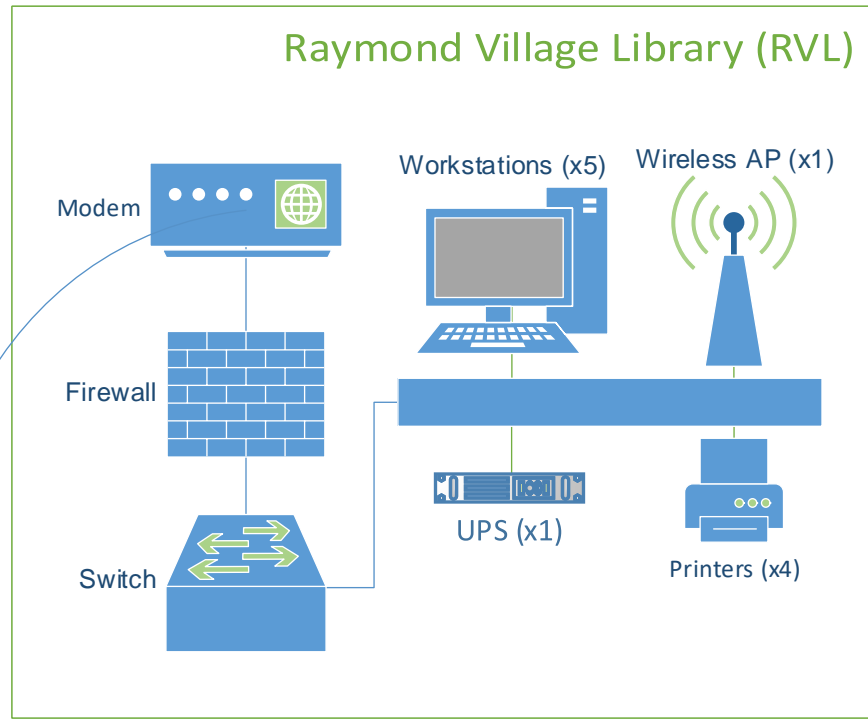 Raymond Village Library (RVL)
Modem
Workstations (x5)
Wireless AP (x1)
Firewall
UPS (x1)
Switch
Printers (x4)